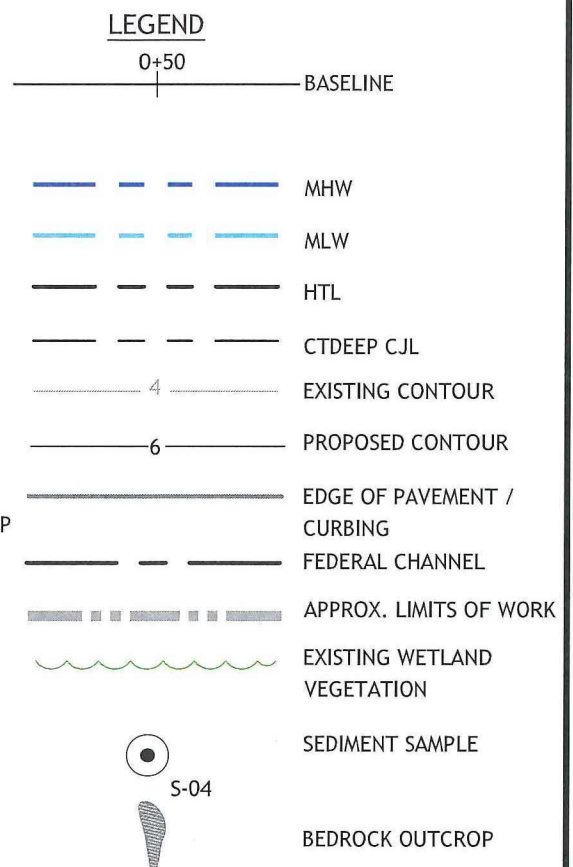 LEGEND
0+50
BASELINE
MHW
MLW
HTL
CTDEEP CJL
4
EXISTING CONTOUR
6
PROPOSED CONTOUR
EDGE OF PAVEMENT /
CURBING
P
FEDERAL CHANNEL
APPROX. LIMITS OF WORK
EXISTING WETLAND
VEGETATION
SEDIMENT SAMPLE
S-04
BEDROCK OUTCROP